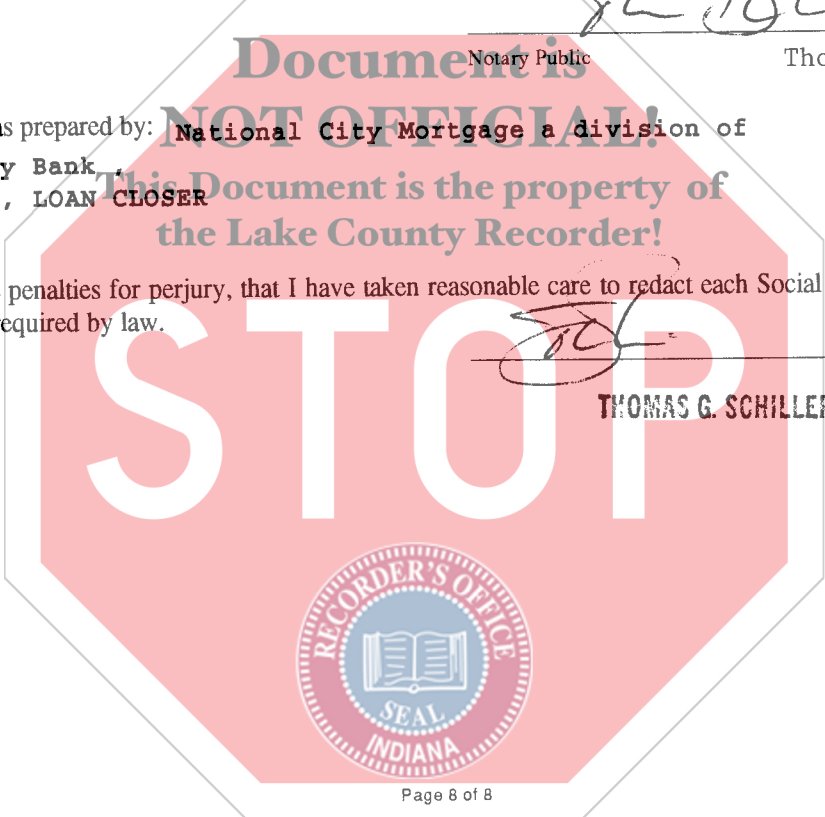 Document is
Notary Public Tho
NOT OFFICIAL!
as prepared by: National City Mortgage a division of
y Bank ,
This Document is the property of
, LOAN CLOSER
the Lake County Recorder!
penalties for perjury, that I have taken reasonable care to redact each Social
equired by law.
STOP
THOMAS G. SCHILLER
RECORDER'S OFFICE
SEAL
INDIANA
Page 8 of 8